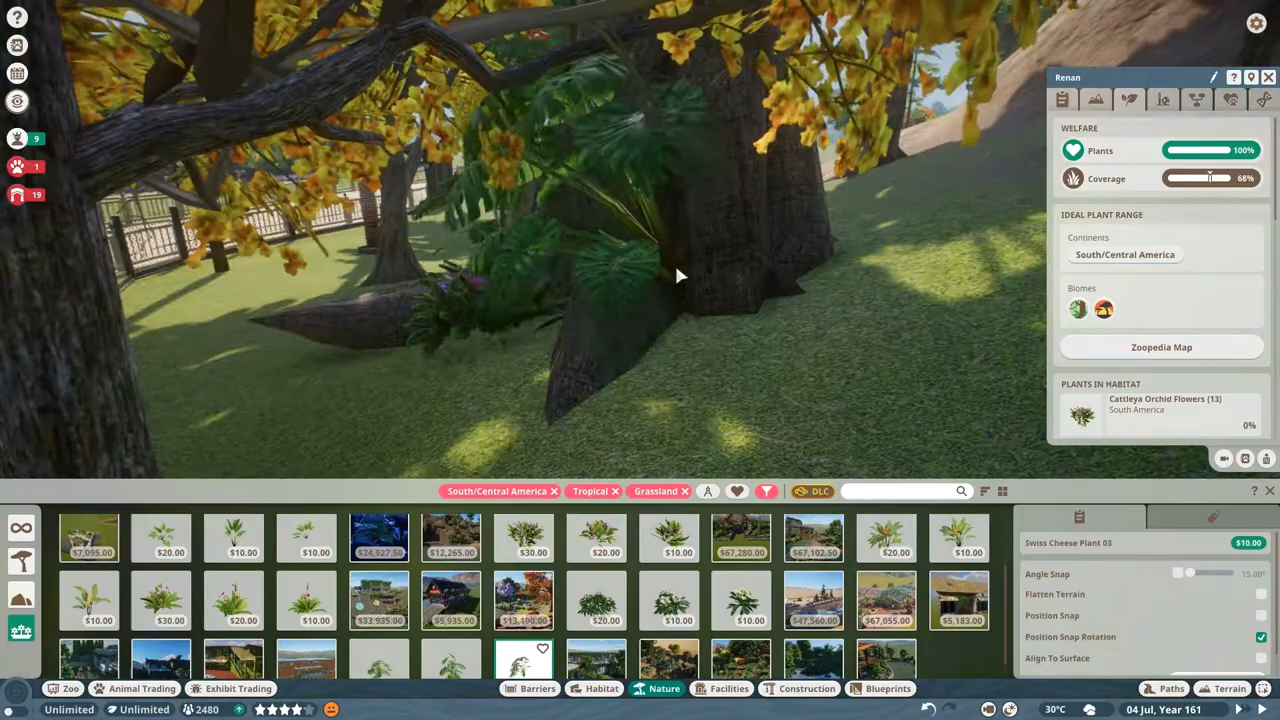 ?
9
1
19
Renan
?
WELFARE
Plants
100%
Coverage
68%
IDEAL PLANT RANGE
Continents
South/Central America
Biomes
Zoopedia Map
PLANTS IN HABITAT
Cattleya Orchid Flowers (13)
South America
0%
South/Central America
Tropical
Grassland
DLC
?
$7,095.00
$20.00
$10.00
$10.00
$24,927.50
$12,265.00
$30.00
$20.00
$10.00
$67,280.00
$67,102.50
$20.00
$10.00
$10.00
$30.00
$20.00
$10.00
$33,935.00
$5,935.00
$13,190.00
$20.00
$10.00
$10.00
$47,560.00
$67,055.00
$5,183.00
Swiss Cheese Plant 03
$10.00
Angle Snap
15.00°
Flatten Terrain
Position Snap
Position Snap Rotation
Align To Surface
Zoo
Animal Trading
Exhibit Trading
Barriers
Habitat
Nature
Facilities
Construction
Blueprints
Paths
Terrain
Unlimited
Unlimited
2480
30°C
04 Jul, Year 161